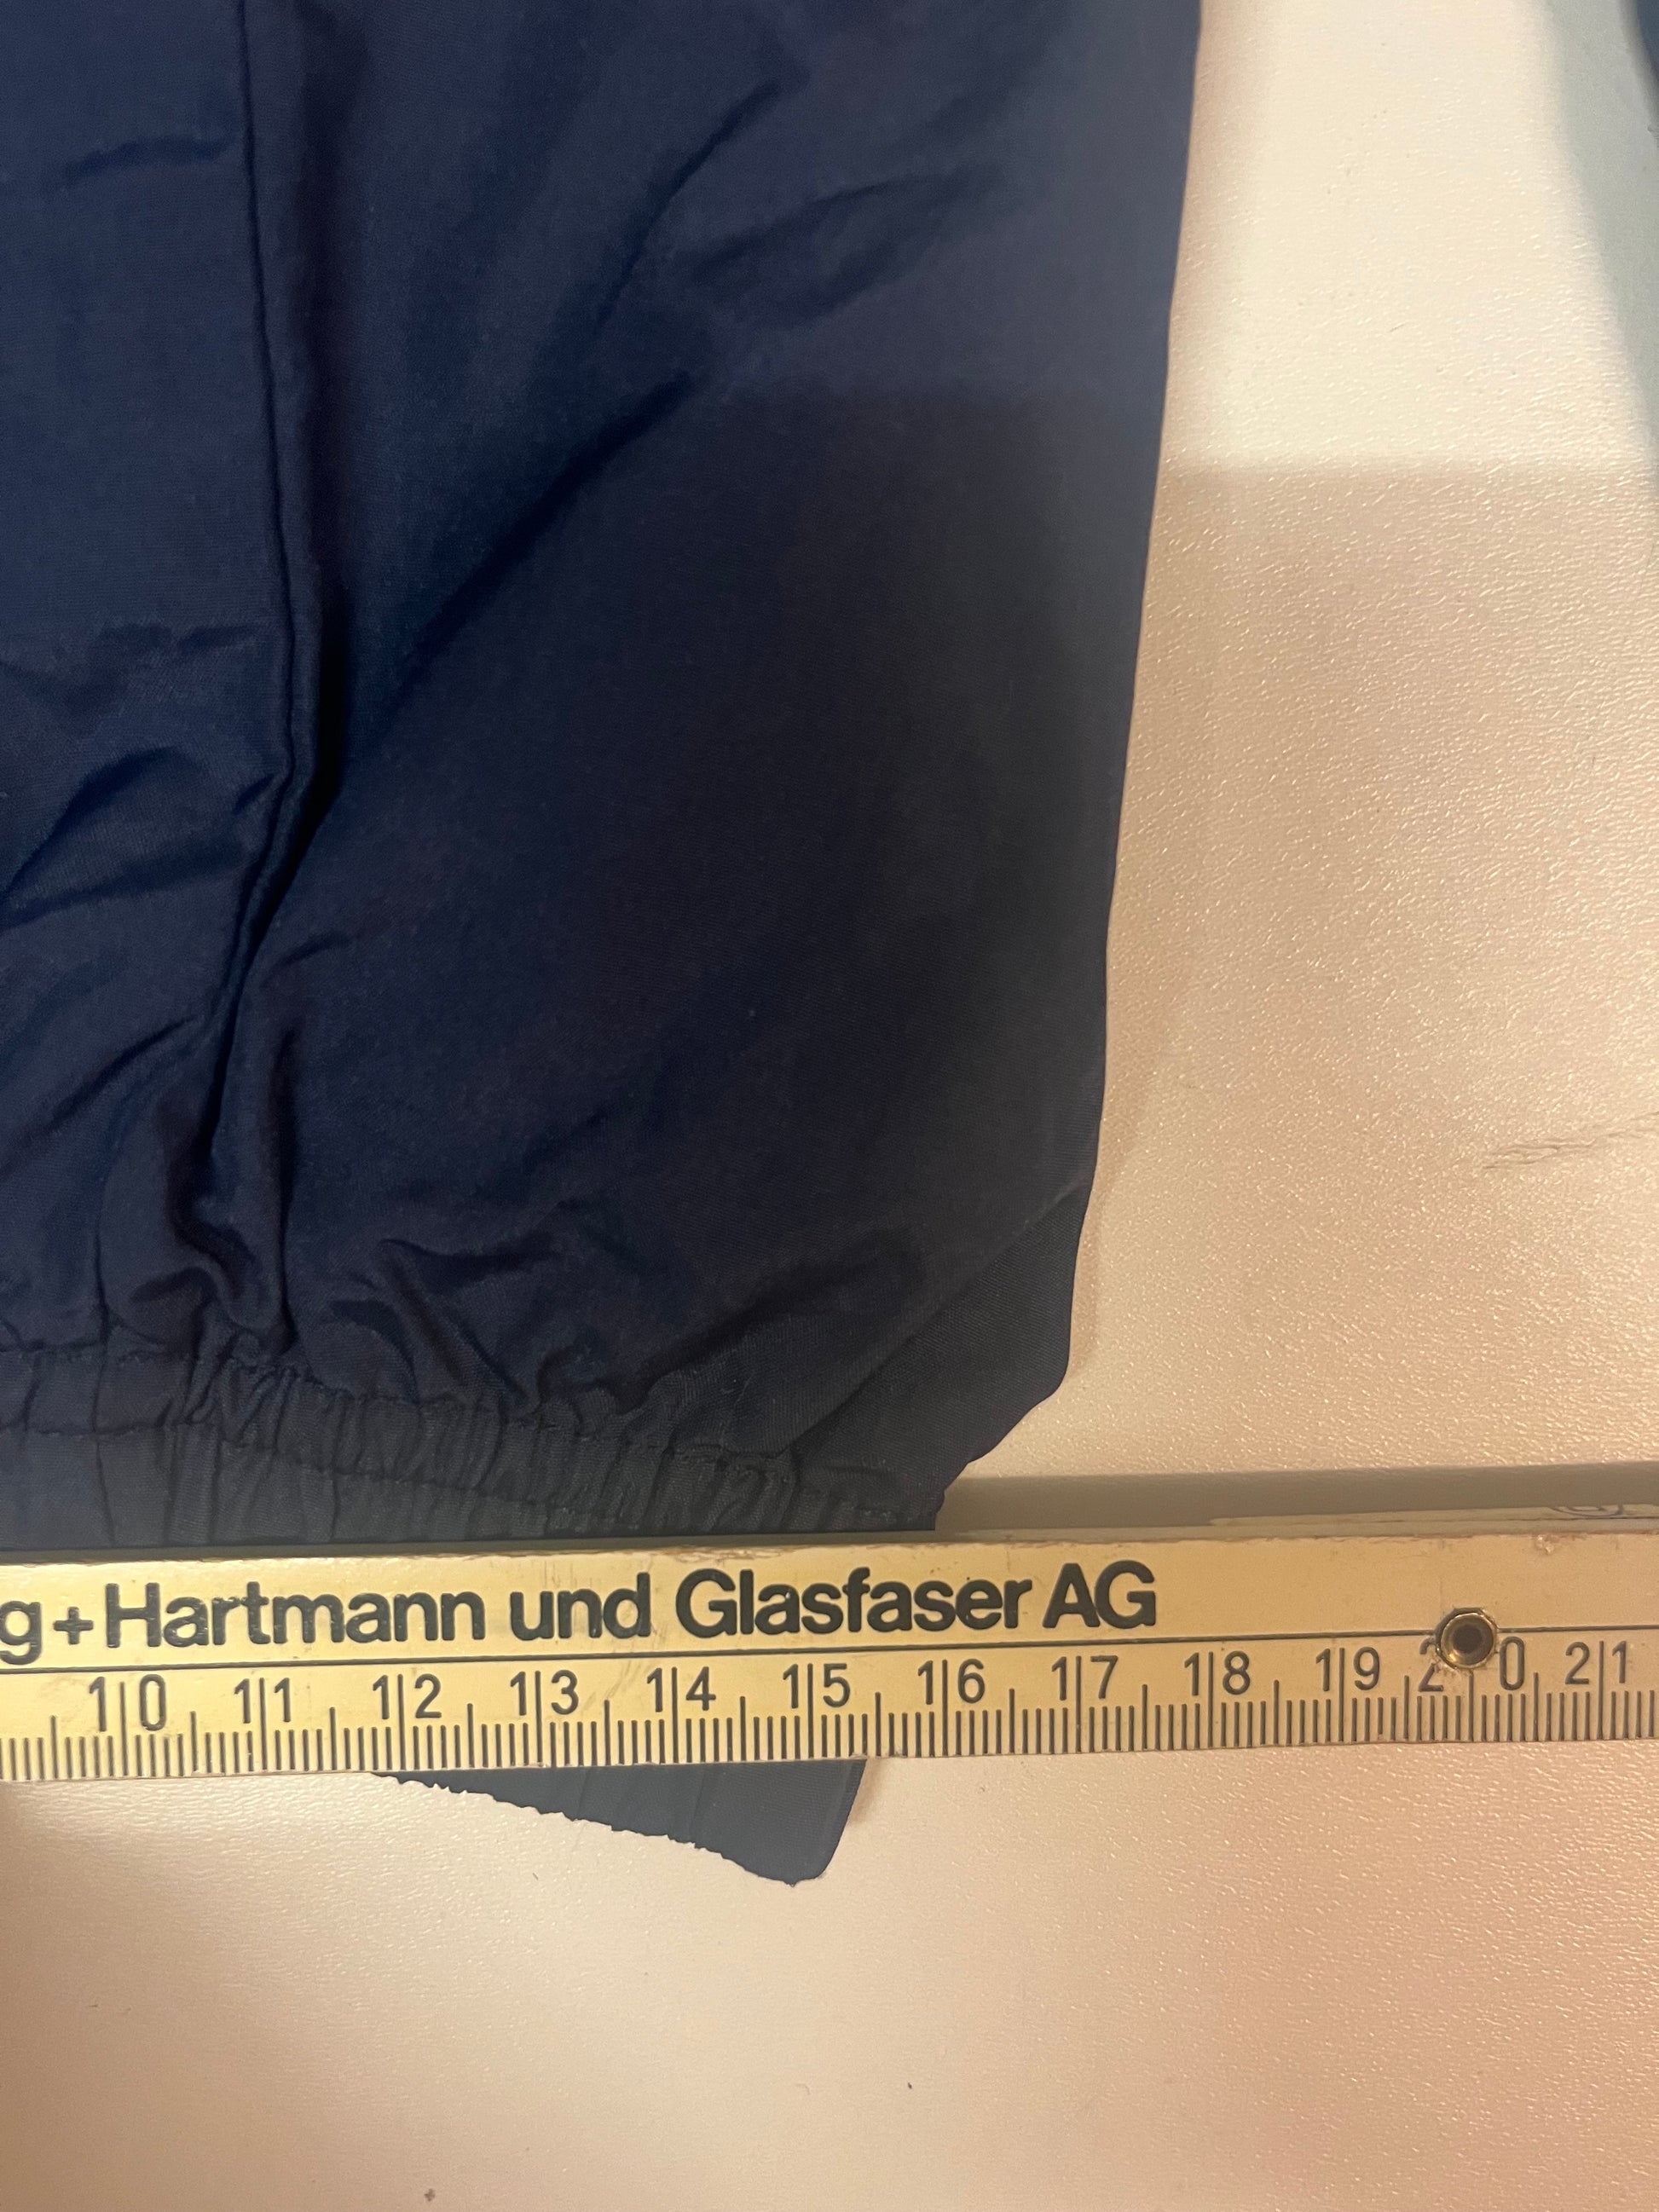 g+Hartmann und Glasfaser AG
10 11 12 13 14 15 16 17 18 19 20 21